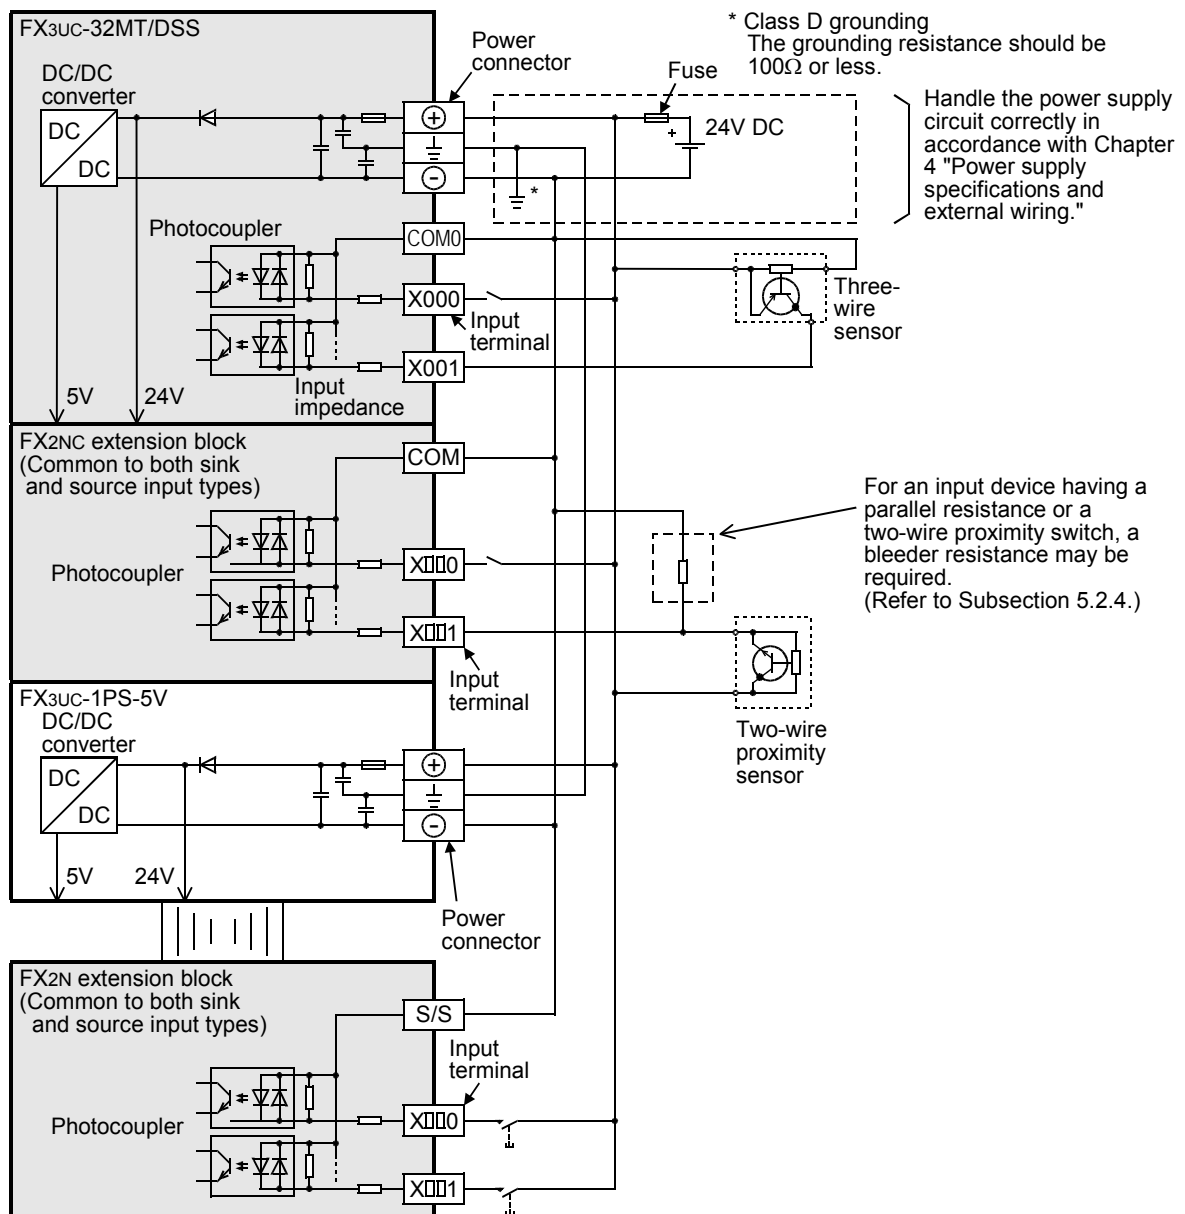 FX3UC-32MT/DSS
DC/DC
converter
DC
DC
Power
connector
* Class D grounding
The grounding resistance should be
100Ω or less.
Fuse
+
24V DC
*
Handle the power supply
circuit correctly in
accordance with Chapter
4 "Power supply
specifications and
external wiring."
Photocoupler
COM0
X000
Input
terminal
X001
Input
impedance
Three-
wire
sensor
5V
24V
FX2NC extension block
(Common to both sink
and source input types)
COM
Photocoupler
X□□0
X□□1
Input
terminal
For an input device having a
parallel resistance or a
two-wire proximity switch, a
bleeder resistance may be
required.
(Refer to Subsection 5.2.4.)
Two-wire
proximity
sensor
FX3UC-1PS-5V
DC/DC
converter
DC
DC
5V
24V
Power
connector
FX2N extension block
(Common to both sink
and source input types)
S/S
Input
terminal
Photocoupler
X□□0
X□□1